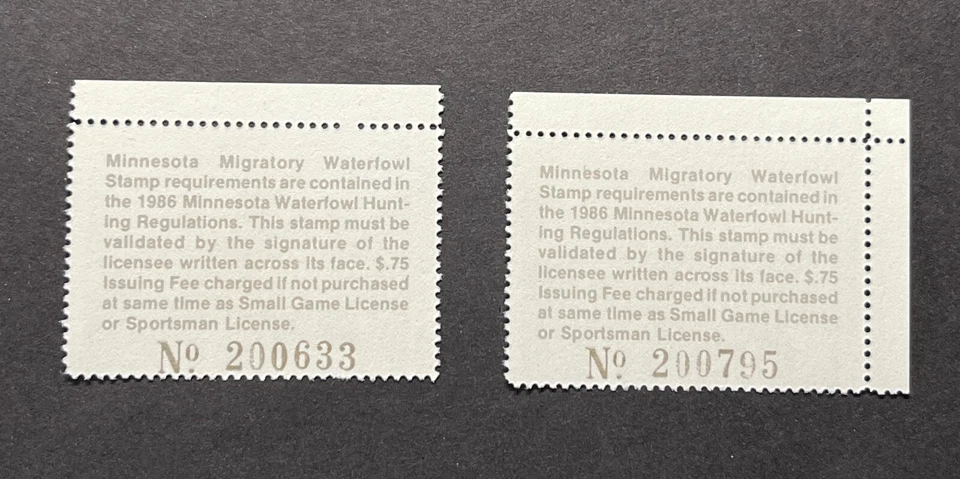 Minnesota Migratory Waterfowl
Stamp requirements are contained in
the 1986 Minnesota Waterfowl Hunt-
ing Regulations. This stamp must be
validated by the signature of the
licensee written across its face. $.75
Issuing Fee charged if not purchased
at same time as Small Game License
or Sportsman License.
Nº 200633
Minnesota Migratory Waterfowl
Stamp requirements are contained in
the 1986 Minnesota Waterfowl Hunt-
ing Regulations. This stamp must be
validated by the signature of the
licensee written across its face. $.75
Issuing Fee charged if not purchased
at same time as Small Game License
or Sportsman License.
Nº 200795